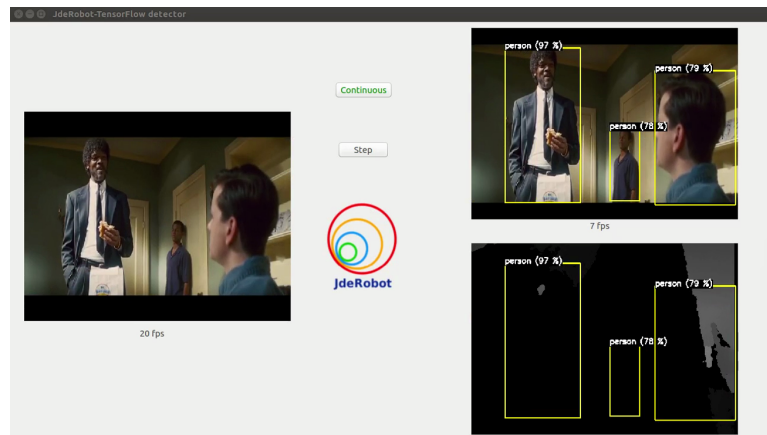 JdeRobot-TensorFlow detector
Continuous
Step
JdeRobot
20 fps
person (97 %)
person (79 %)
person (78 %)
7 fps
person (97 %)
person (79 %)
person (78 %)